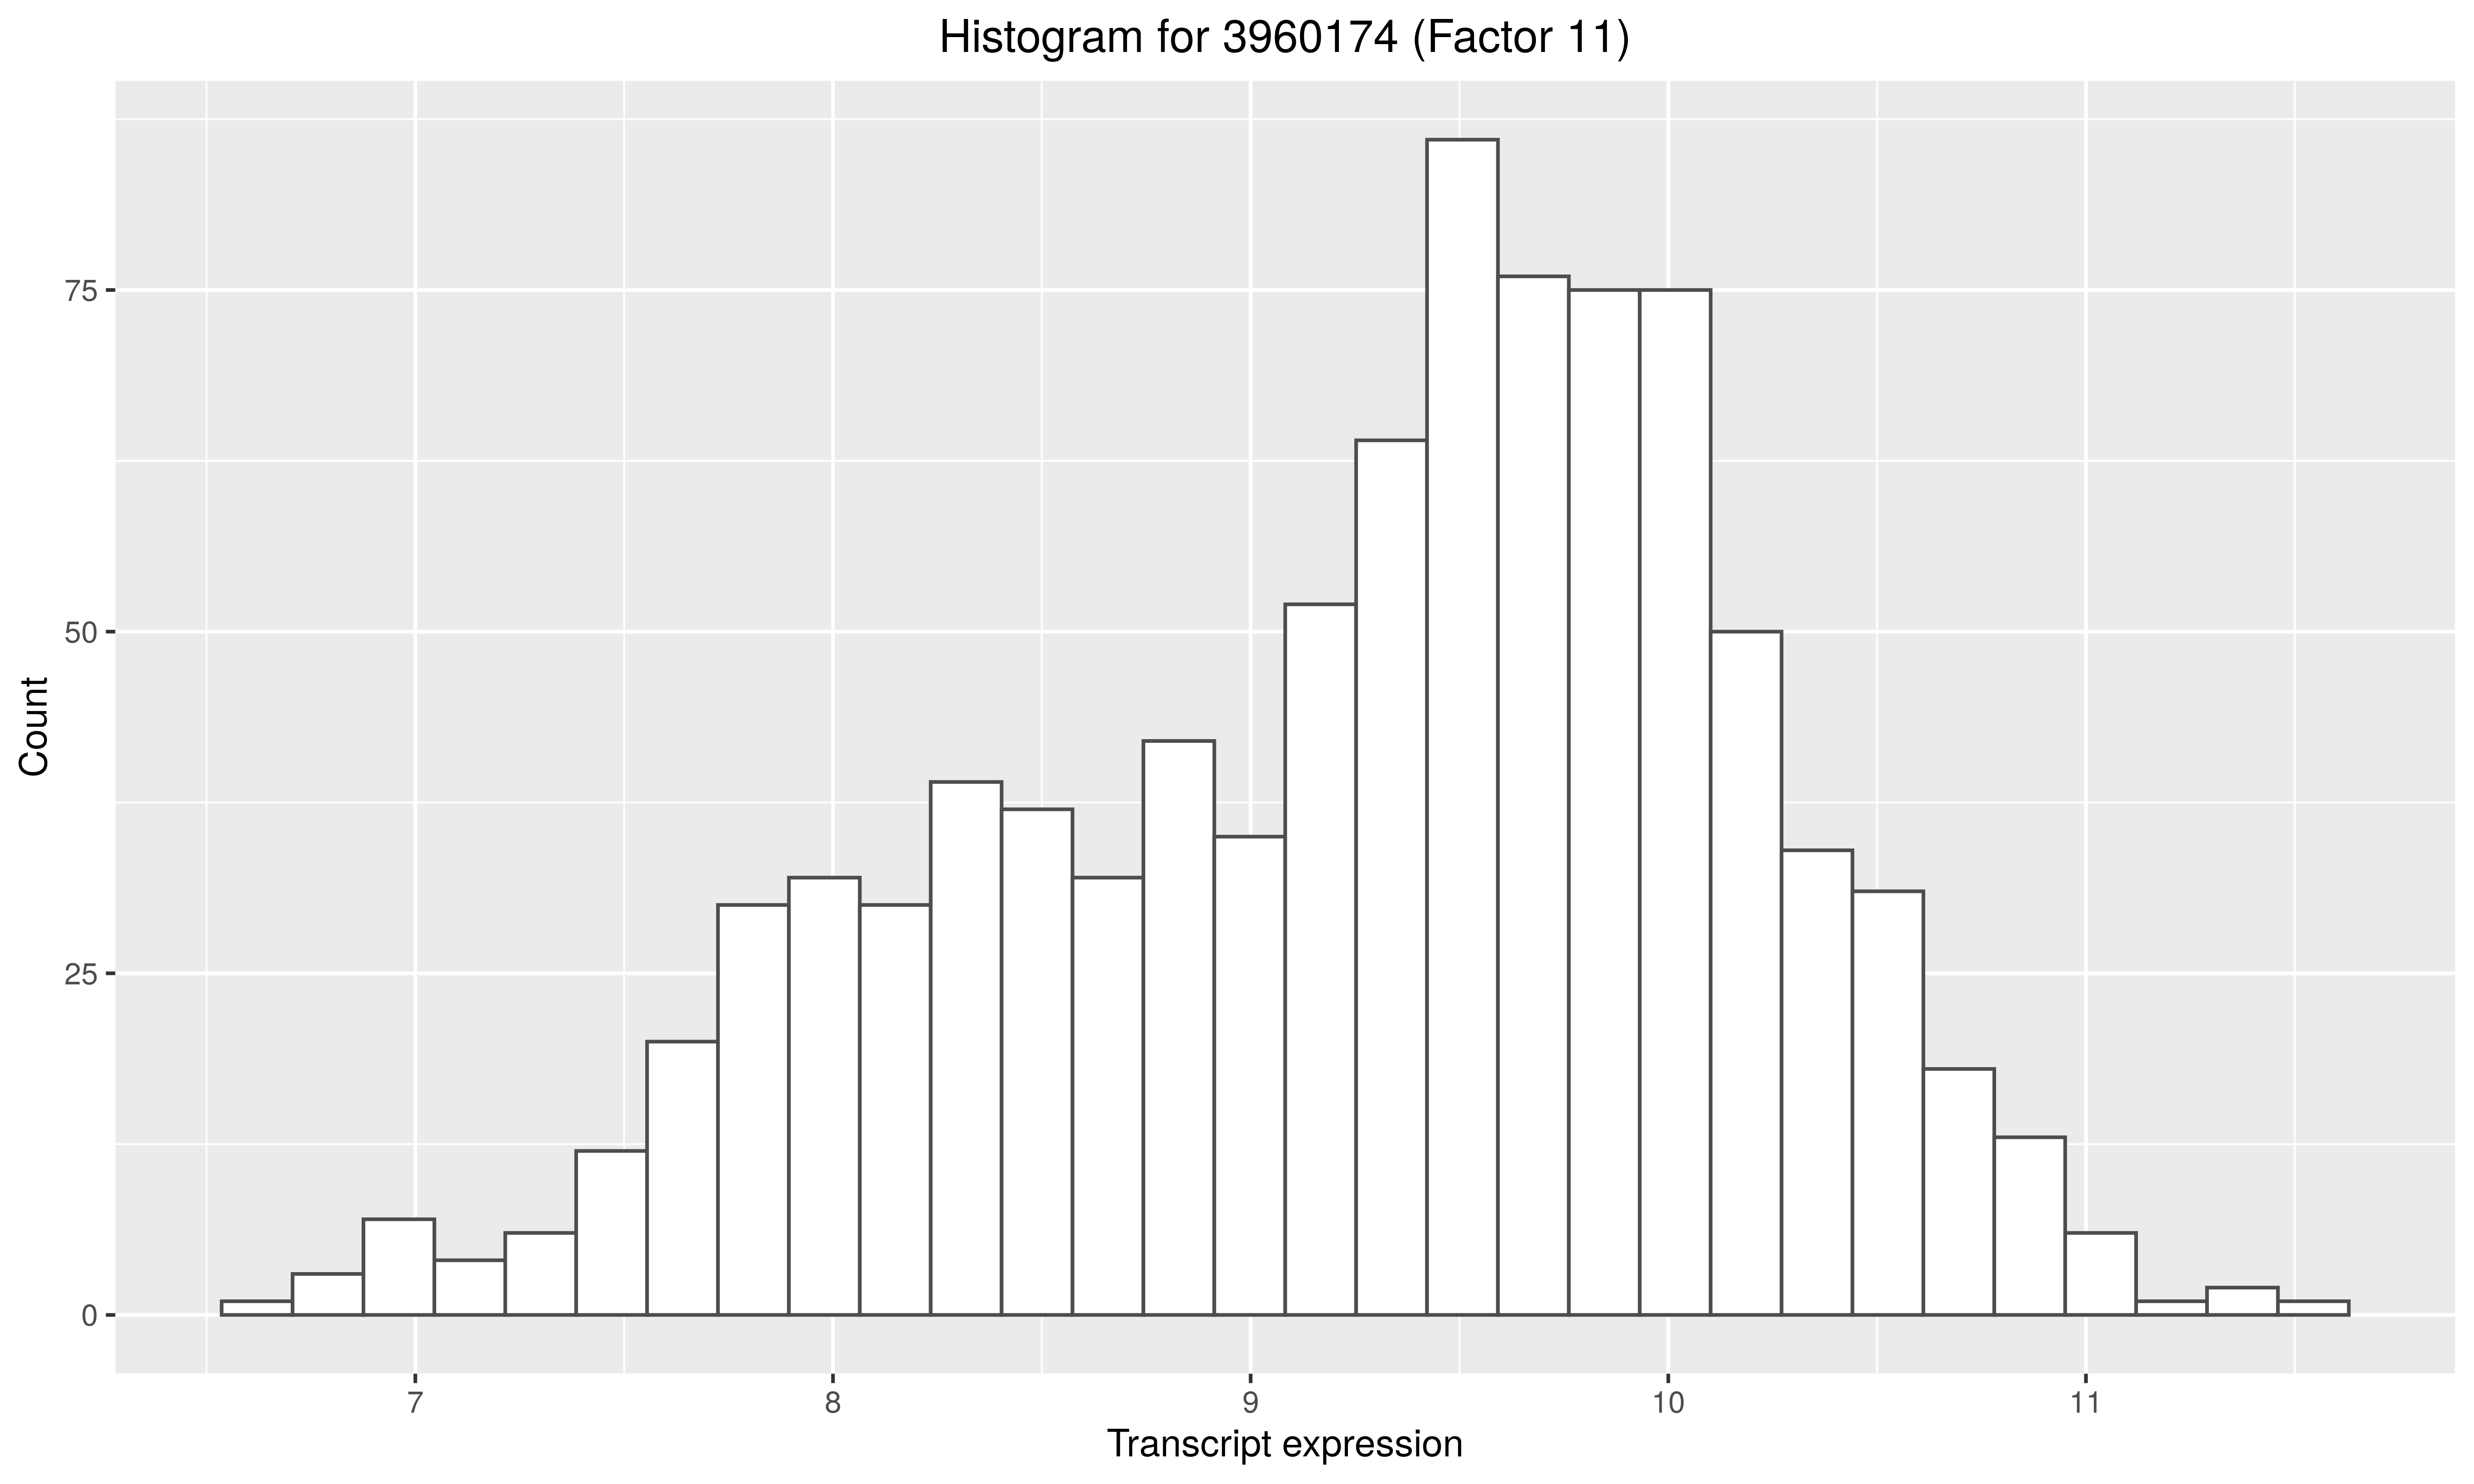 Histogram for 3960174 (Factor 11)
Count
75
50
25
0
7 8 9 10 11
Transcript expression